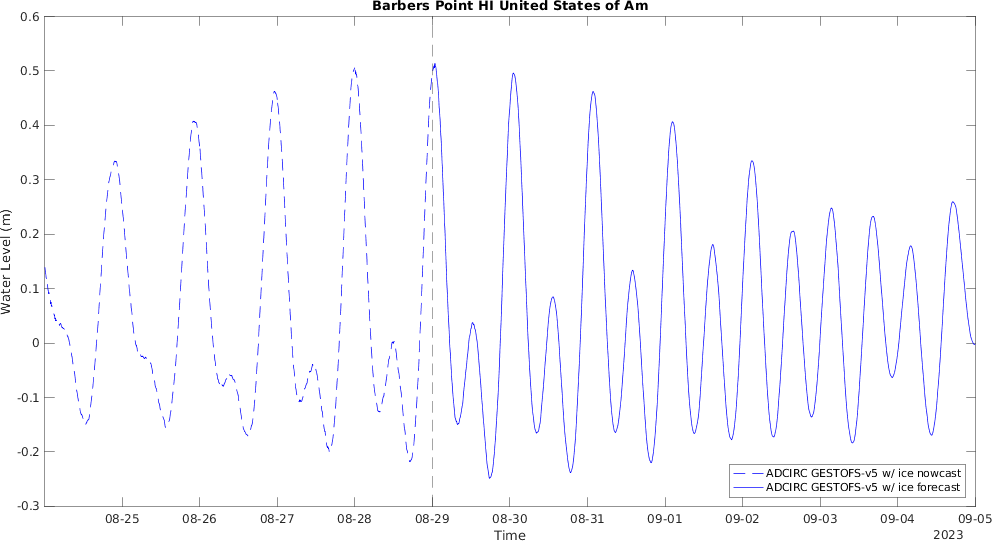 Barbers Point HI United States of Am
0.6
0.5
0.4
0.3
0.2
0.1
0
-0.1
-0.2
-0.3
Water Level (m)
ADCIRC GESTOFS-v5 w/ ice nowcast
ADCIRC GESTOFS-v5 w/ ice forecast
08-25 08-26 08-27 08-28 08-29 08-30 08-31 09-01 09-02 09-03 09-04 09-05
Time
2023